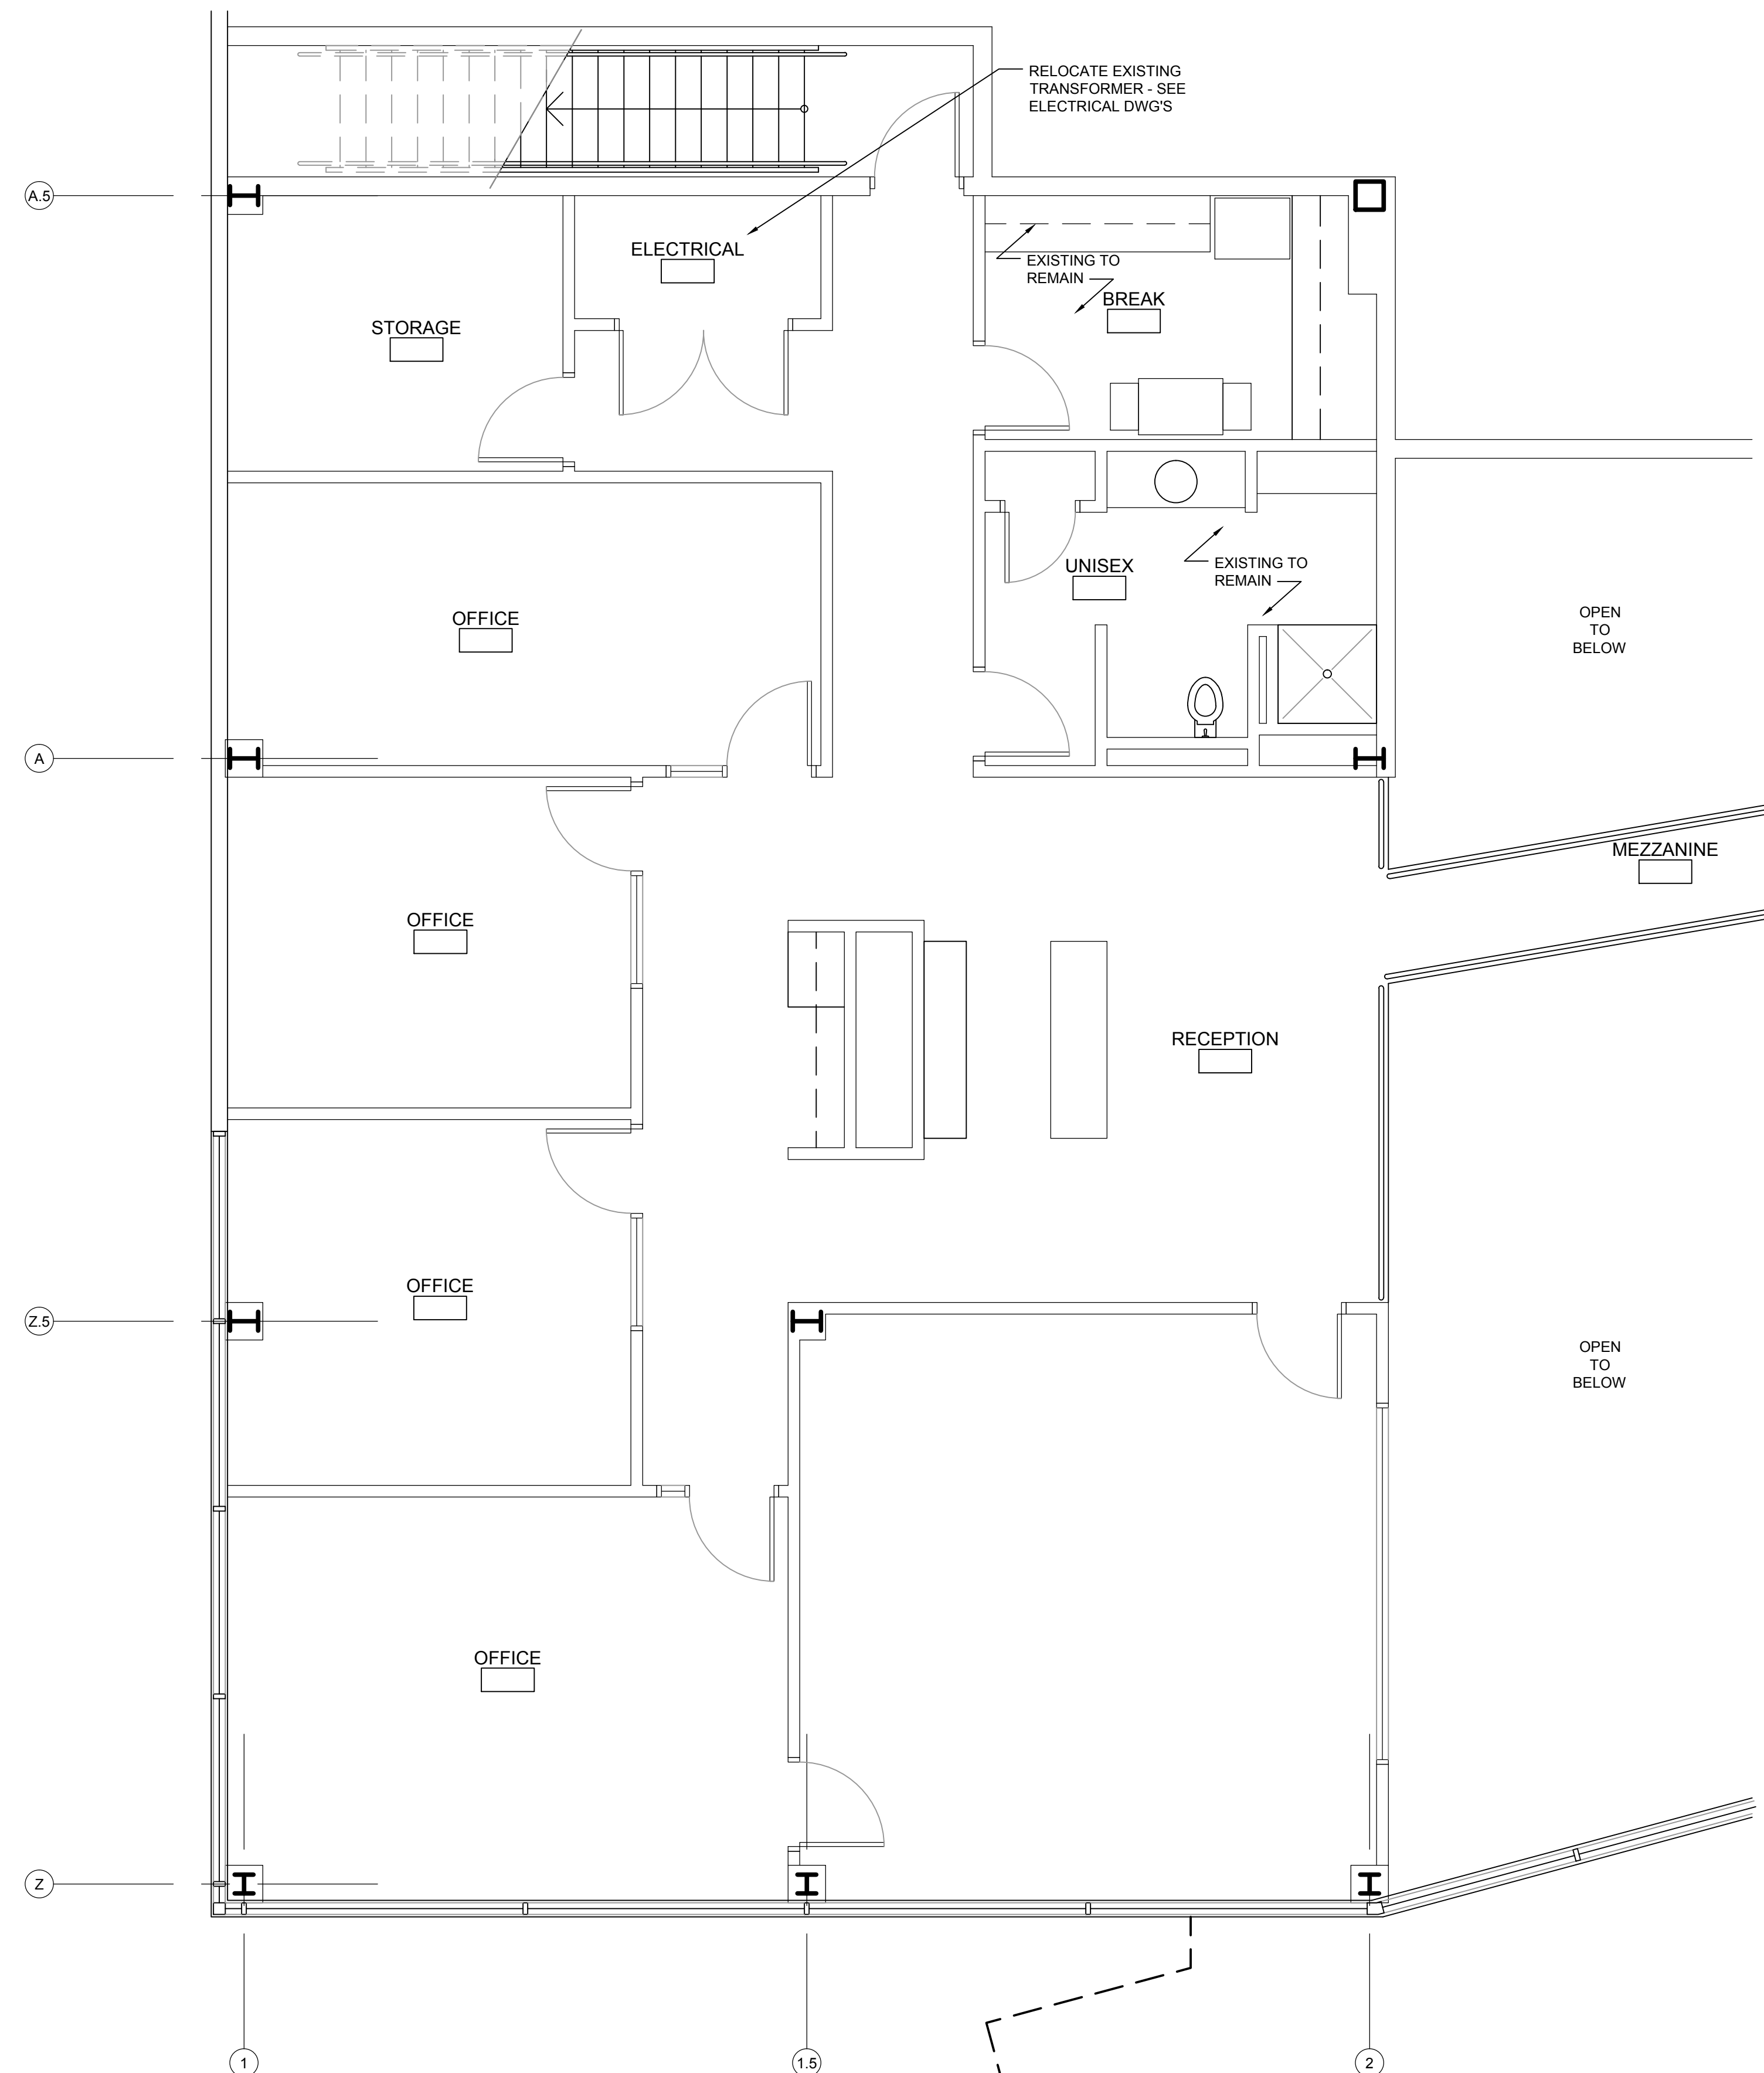 RELOCATE EXISTING
TRANSFORMER - SEE
ELECTRICAL DWG'S
A.5
ELECTRICAL
EXISTING TO
REMAIN
BREAK
STORAGE
UNISEX
EXISTING TO
REMAIN
OFFICE
OPEN
TO
BELOW
A
MEZZANINE
OFFICE
RECEPTION
OFFICE
Z.5
OPEN
TO
BELOW
OFFICE
Z
1
1.5
2